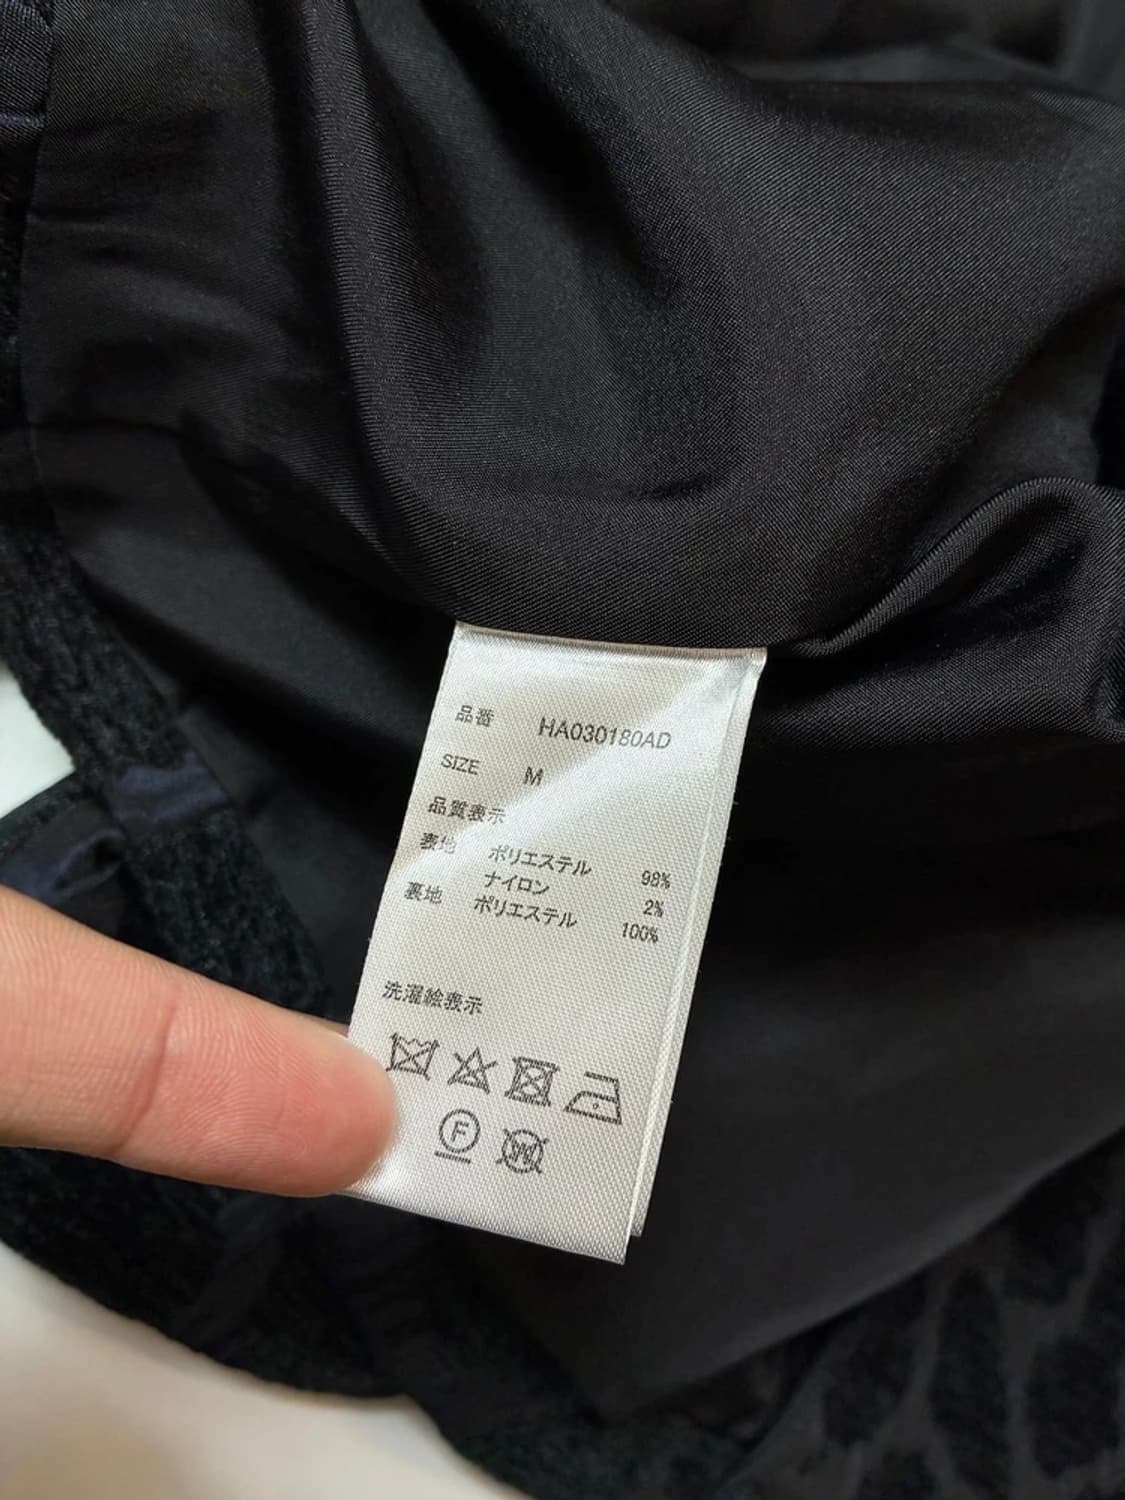 品番 HA030180AD
SIZE M
品質表示
表地 ポリエステル 98%
ナイロン 2%
裏地 ポリエステル 100%
洗濯絵表示
F
W